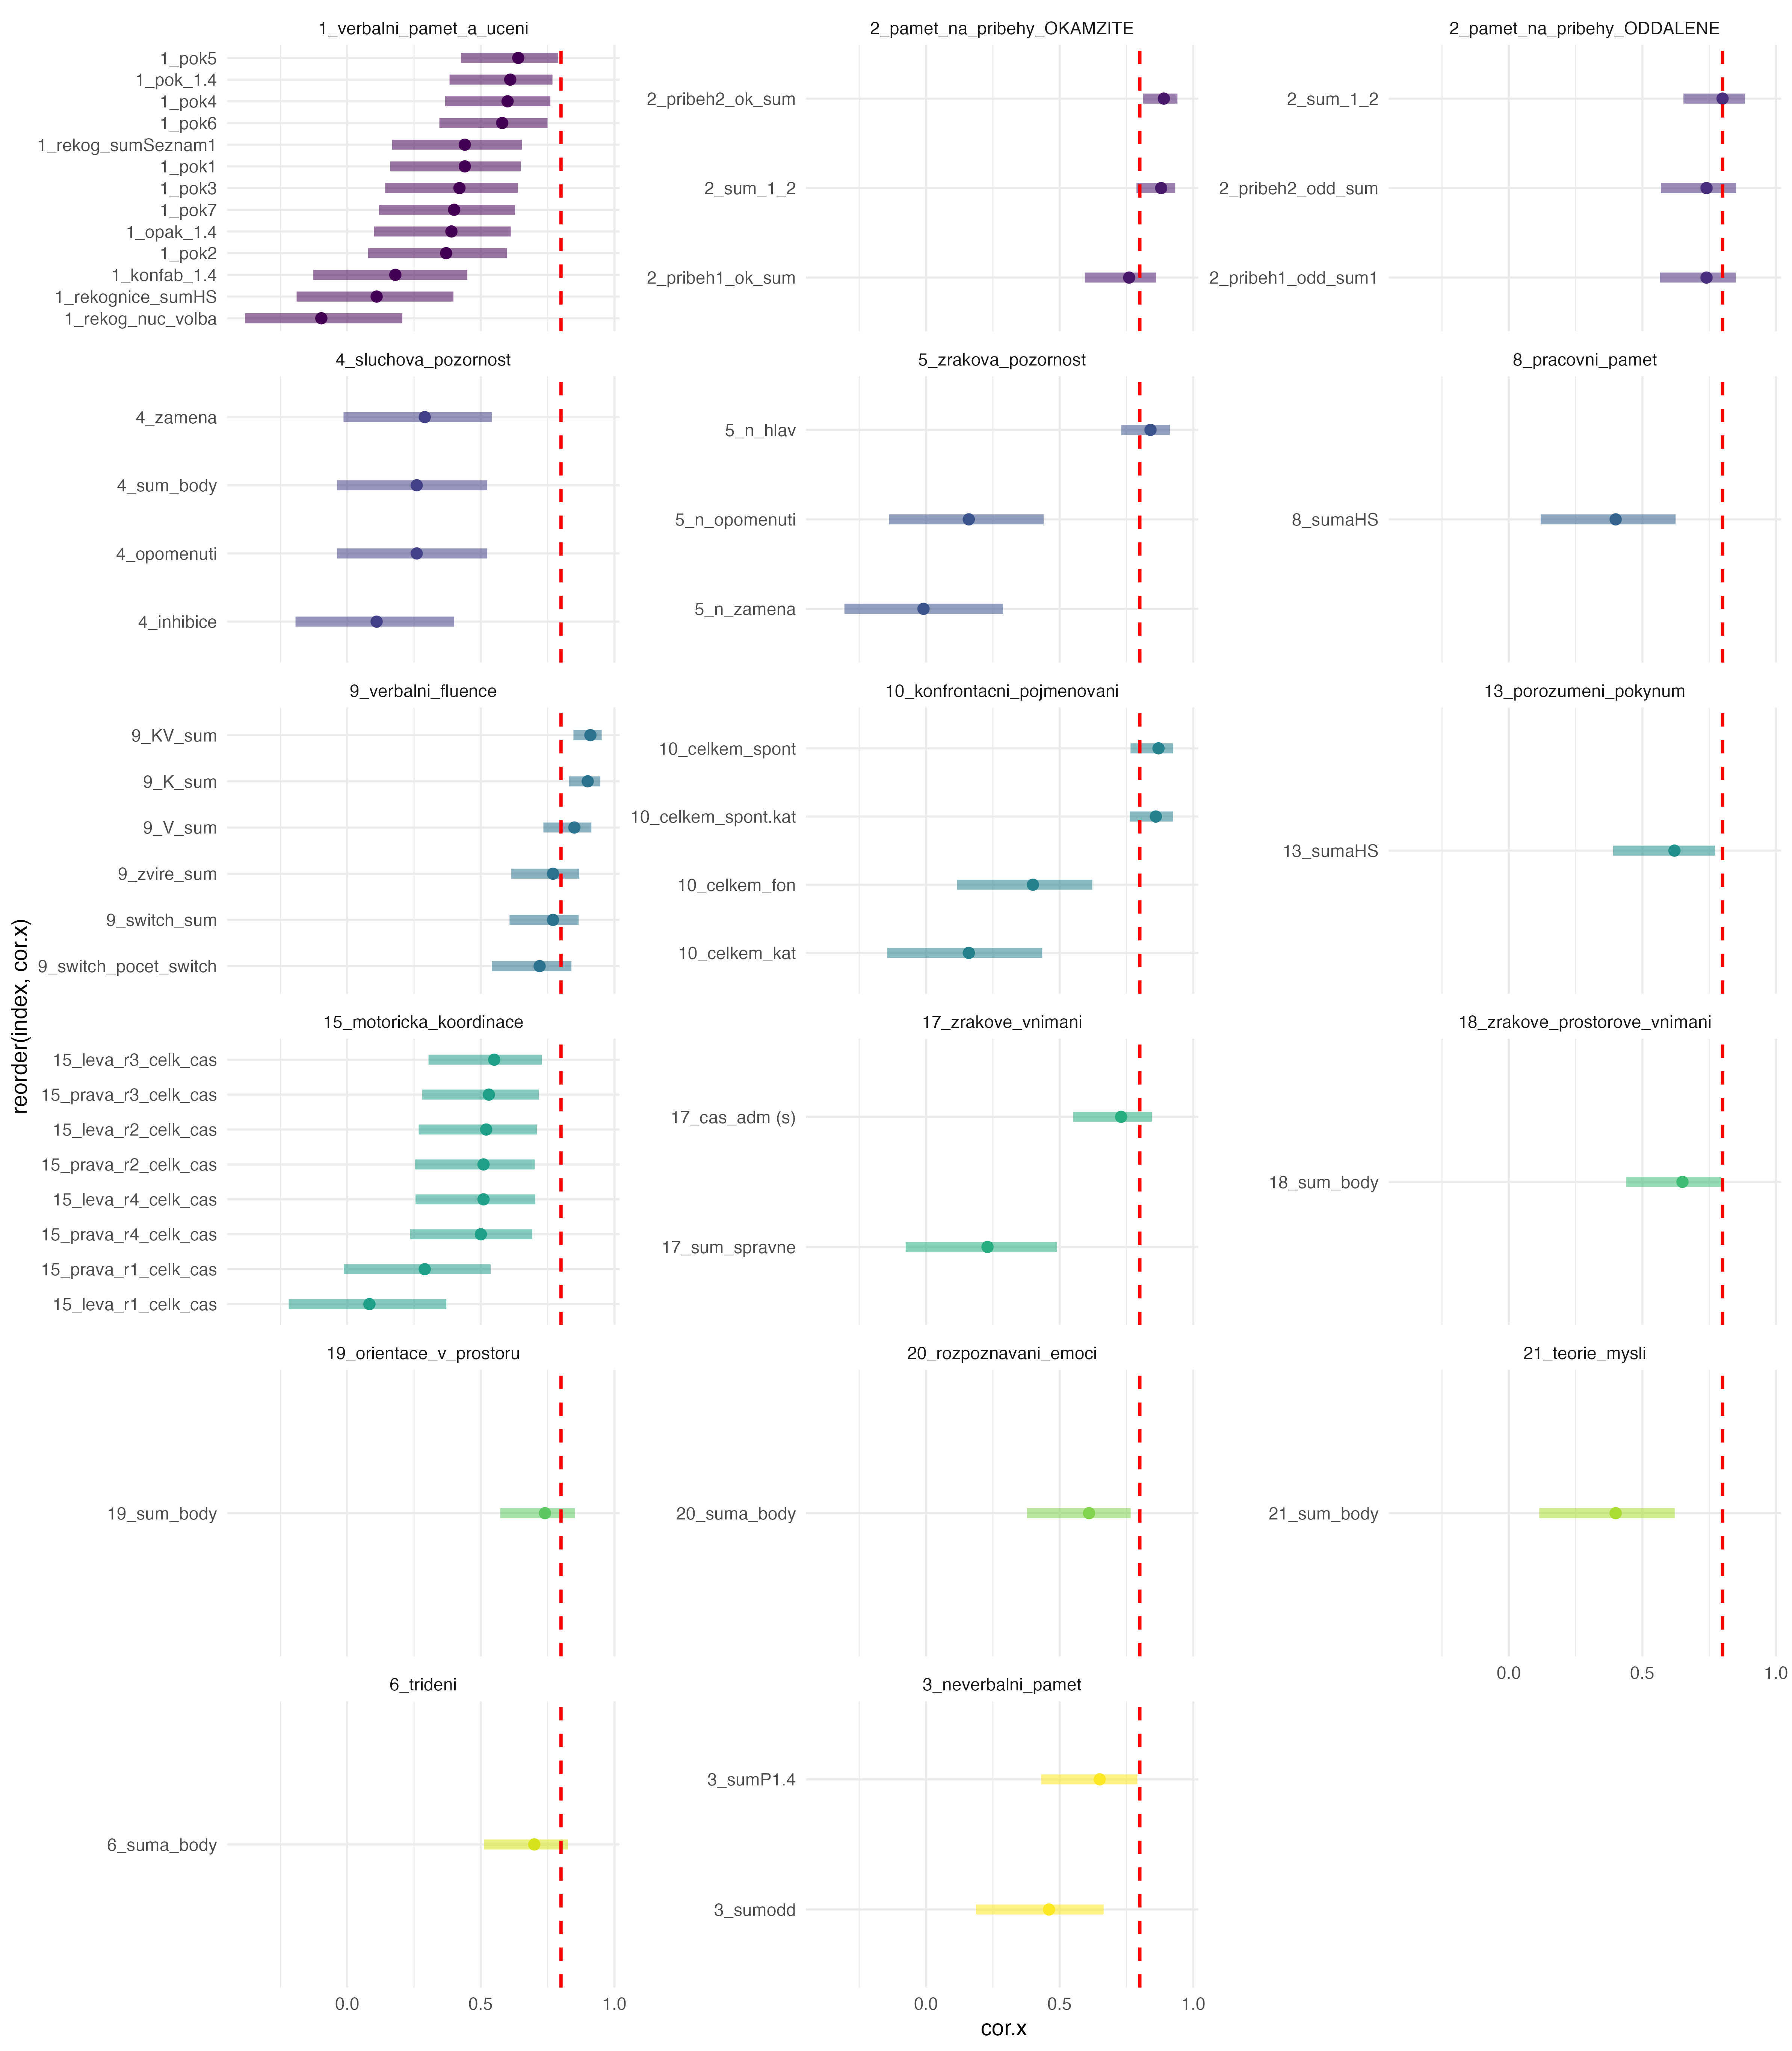 1_verbalni_pamet_a_uceni
1_pok5
1_pok_1.4
1_pok4
1_pok6
1_rekog_sumSeznam1
1_pok1
1_pok3
1_pok7
1_opak_1.4
1_pok2
1_konfab_1.4
1_rekognice_sumHS
1_rekog_nuc_volba
2_pamet_na_pribehy_OKAMZITE
2_pribeh2_ok_sum
2_sum_1_2
2_pribeh1_ok_sum
2_pamet_na_pribehy_ODDALENE
2_sum_1_2
2_pribeh2_odd_sum
2_pribeh1_odd_sum1
4_sluchova_pozornost
4_zamena
4_sum_body
4_opomenuti
4_inhibice
5_zrakova_pozornost
5_n_hlav
5_n_opomenuti
5_n_zamena
8_pracovni_pamet
8_sumaHS
9_verbalni_fluence
9_KV_sum
9_K_sum
9_V_sum
9_zvire_sum
9_switch_sum
9_switch_pocet_switch
10_konfrontacni_pojmenovani
10_celkem_spont
10_celkem_spont.kat
10_celkem_fon
10_celkem_kat
13_porozumeni_pokynum
13_sumaHS
15_motoricka_koordinace
15_leva_r3_celk_cas
15_prava_r3_celk_cas
15_leva_r2_celk_cas
15_prava_r2_celk_cas
15_leva_r4_celk_cas
15_prava_r4_celk_cas
15_prava_r1_celk_cas
15_leva_r1_celk_cas
17_zrakove_vnimani
17_cas_adm (s)
17_sum_spravne
18_zrakove_prostorove_vnimani
18_sum_body
19_orientace_v_prostoru
19_sum_body
20_rozpoznavani_emoci
20_suma_body
21_teorie_mysli
21_sum_body
0.0 0.5 1.0
6_trideni
6_suma_body
0.0 0.5 1.0
3_neverbalni_pamet
3_sumP1.4
3_sumodd
0.0 0.5 1.0
cor.x
reorder(index, cor.x)